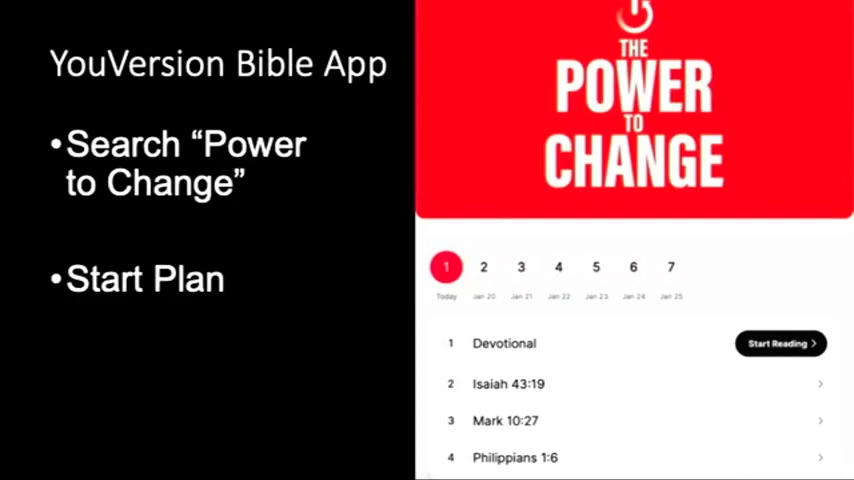 YouVersion Bible App
•Search “Power
to Change”
•Start Plan
THE
POWER
TO
CHANGE
1 2 3 4 5 6 7
Today Jan 20 Jan 21 Jan 22 Jan 23 Jan 24 Jan 25
1 Devotional Start Reading >
2 Isaiah 43:19 >
3 Mark 10:27 >
4 Philippians 1:6 >